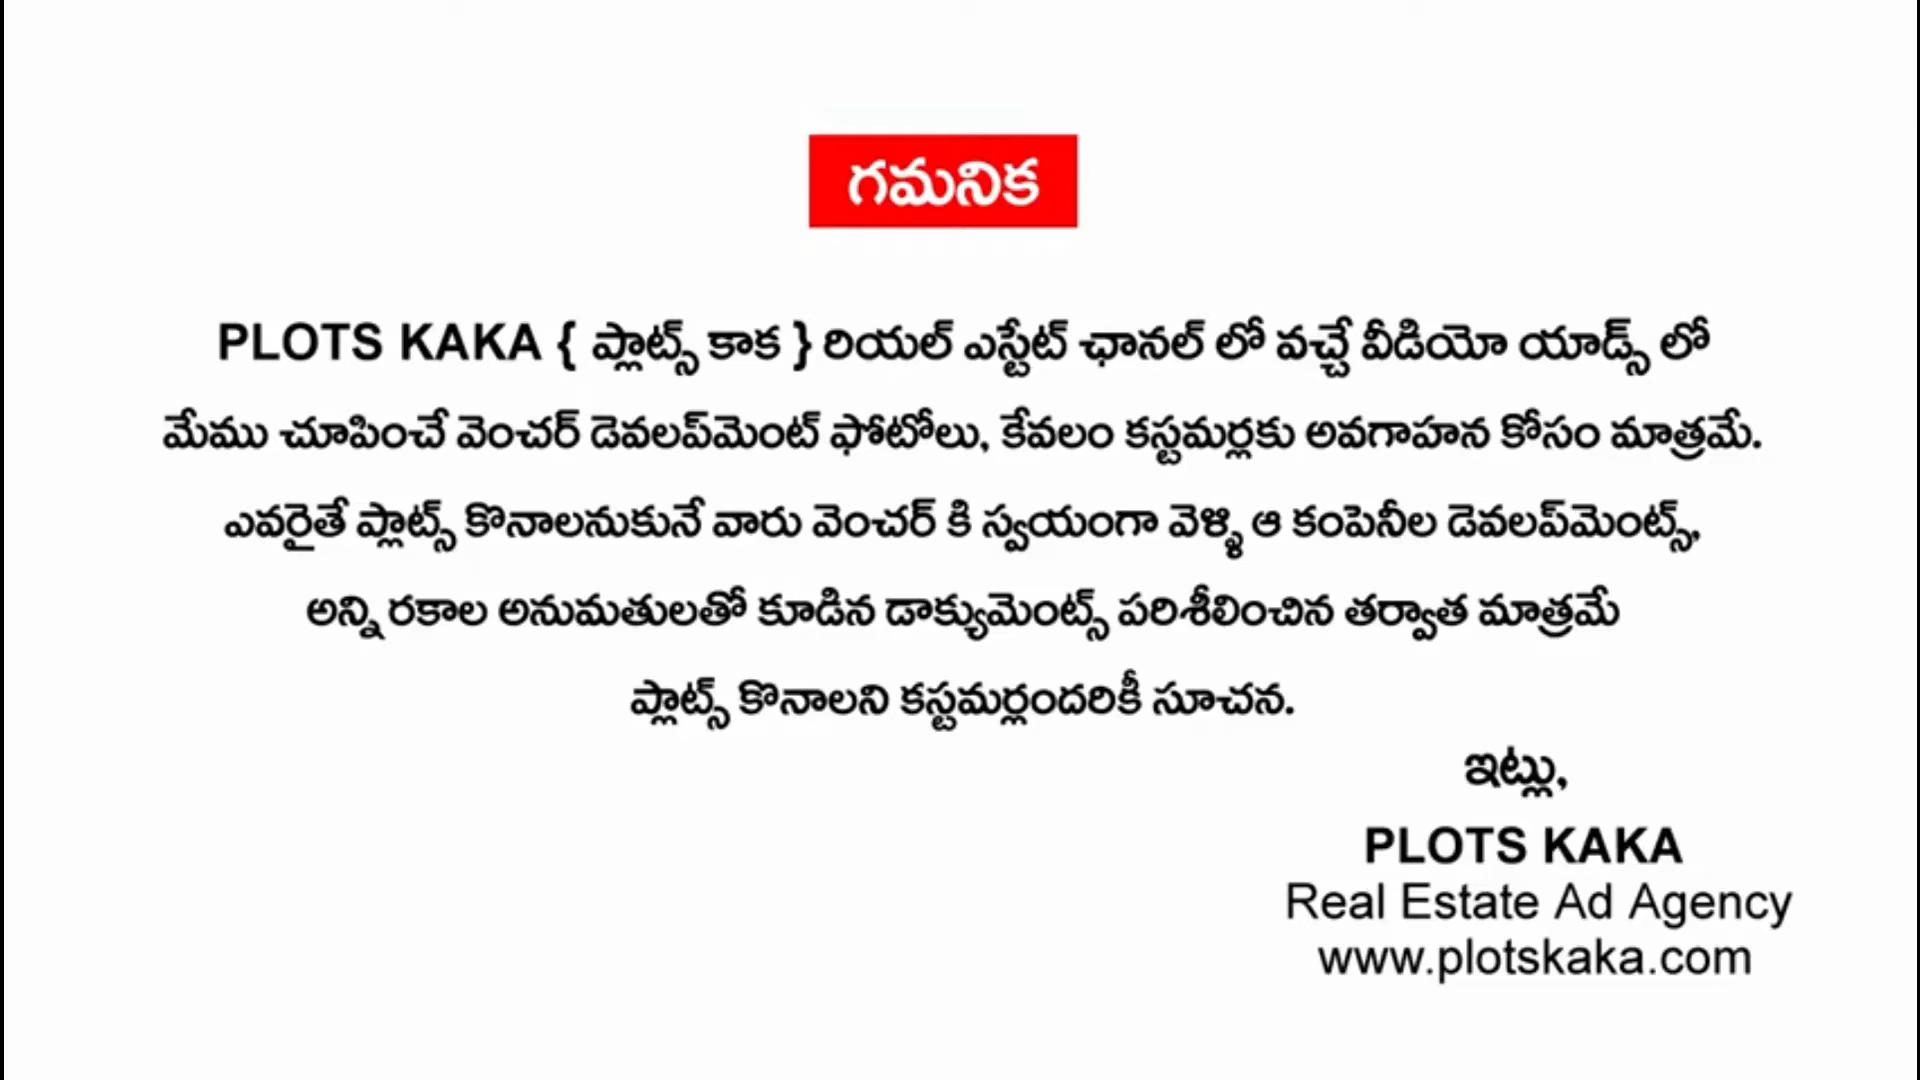 గమనిక
PLOTS KAKA { ప్లాట్స్ కాక } రియల్ ఎస్టేట్ ఛానల్ లో వచ్చే వీడియో యాడ్స్ లో
మేము చూపించే వెంచర్ డెవలప్‌మెంట్ ఫోటోలు, కేవలం కస్టమర్లకు అవగాహన కోసం మాత్రమే.
ఎవరైతే ప్లాట్స్ కొనాలనుకునే వారు వెంచర్ కి స్వయంగా వెళ్ళి ఆ కంపెనీల డెవలప్‌మెంట్స్,
అన్ని రకాల అనుమతులతో కూడిన డాక్యుమెంట్స్ పరిశీలించిన తర్వాత మాత్రమే
ప్లాట్స్ కొనాలని కస్టమర్లందరికీ సూచన.
ఇట్లు,
PLOTS KAKA
Real Estate Ad Agency
www.plotskaka.com